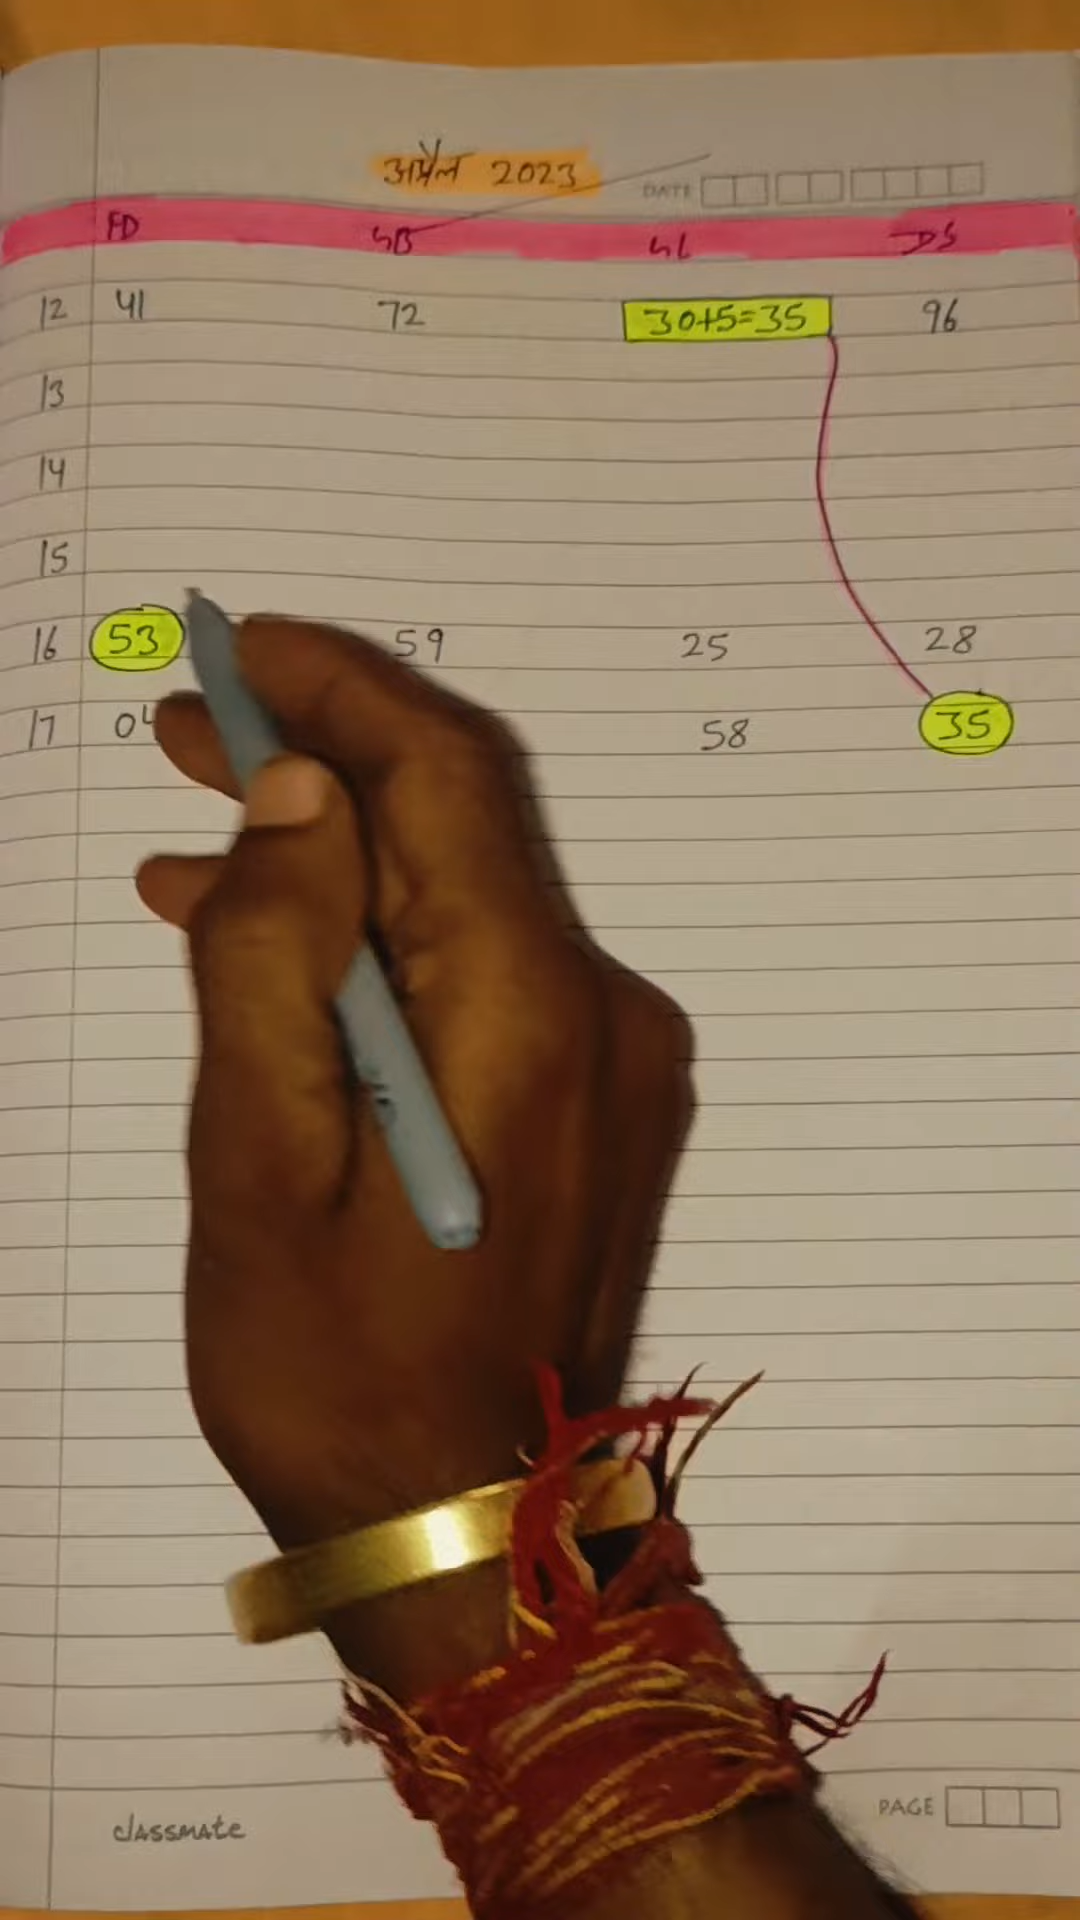 अप्रैल 2023
DATE
FD GB GL DS
12 41 72 30+5=35 96
13
14
15
16 53 59 25 28
17 04 58 35
classmate
PAGE